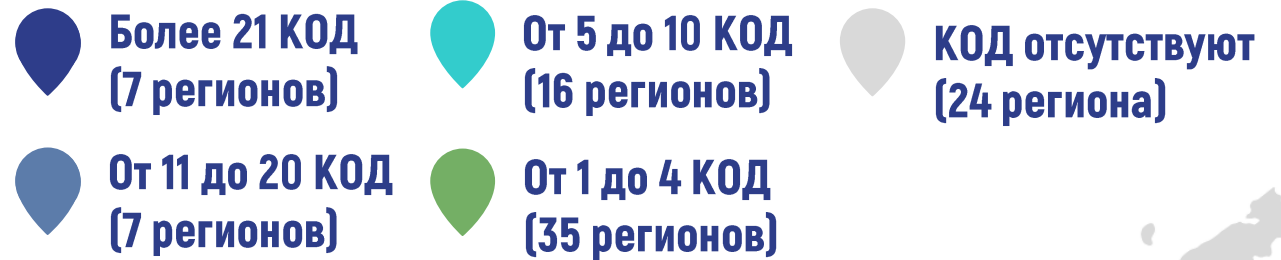 Более 21 КОД
(7 регионов)
От 11 до 20 КОД
(7 регионов)
От 5 до 10 КОД
(16 регионов)
От 1 до 4 КОД
(35 регионов)
КОД отсутствуют
(24 региона)